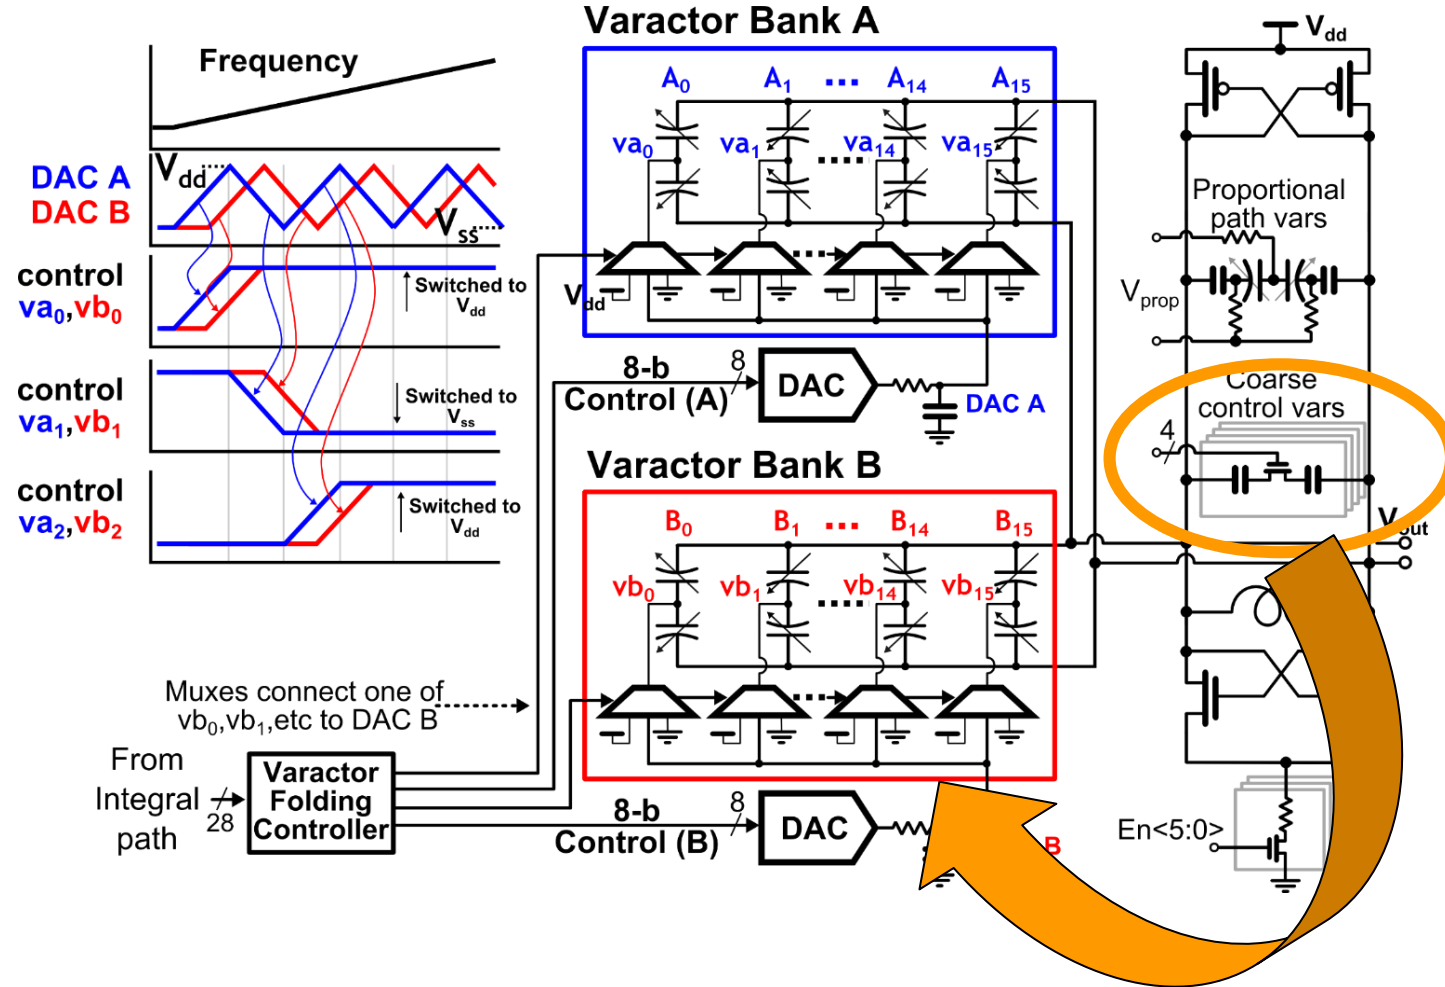 Frequency
DAC A
DAC B
Vdd
Vss
control
va0,vb0
Switched to
Vdd
control
va1,vb1
Switched to
Vss
control
va2,vb2
Switched to
Vdd
Varactor Bank A
A0 A1 ... A14 A15
va0 va1 va14 va15
Vdd
8-b
Control (A)
8
DAC
DAC A
Varactor Bank B
B0 B1 ... B14 B15
vb0 vb1 vb14 vb15
8-b
Control (B)
8
DAC
B
Muxes connect one of
vb0,vb1,etc to DAC B
From
Integral
path
28
Varactor
Folding
Controller
Vdd
Proportional
path vars
Vprop
Coarse
control vars
4
Vout
En<5:0>